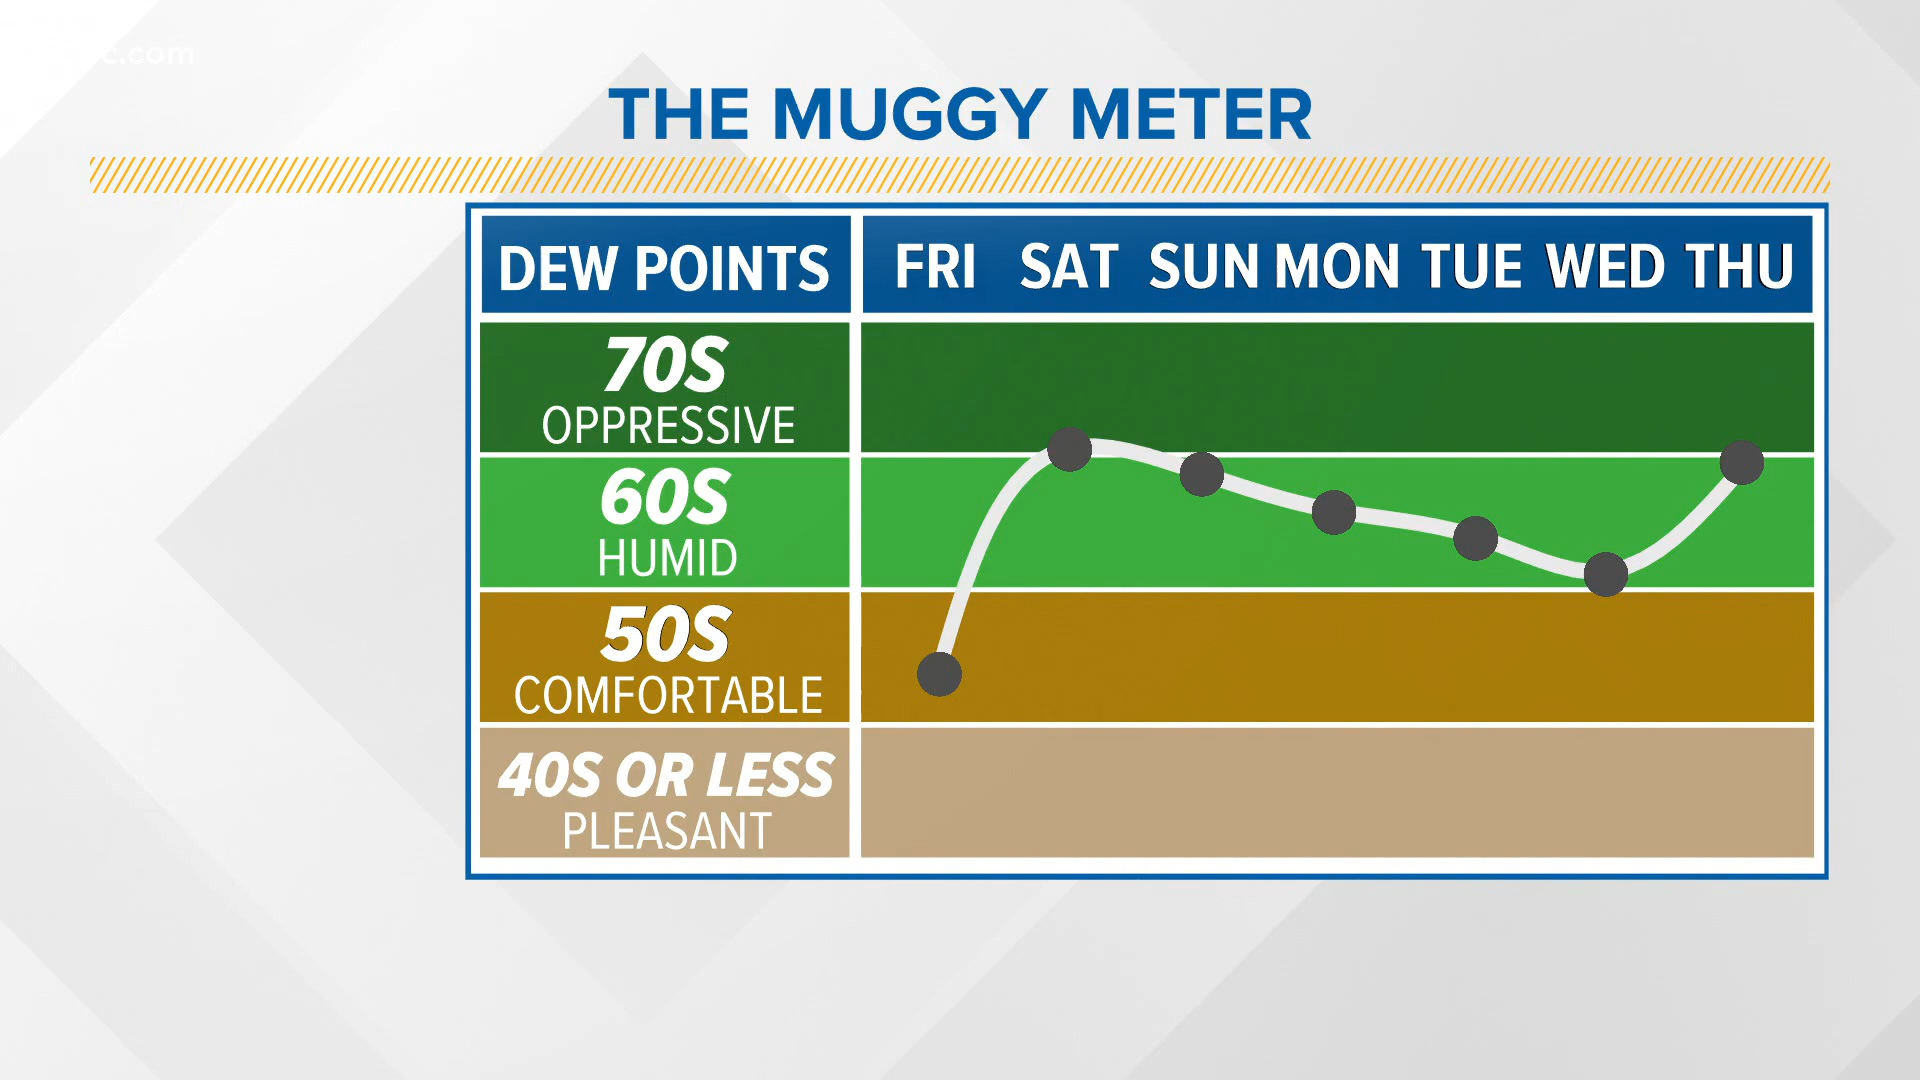 c.com
THE MUGGY METER
DEW POINTS
FRI SAT SUN MON TUE WED THU
70S
OPPRESSIVE
60S
HUMID
50S
COMFORTABLE
40S OR LESS
PLEASANT